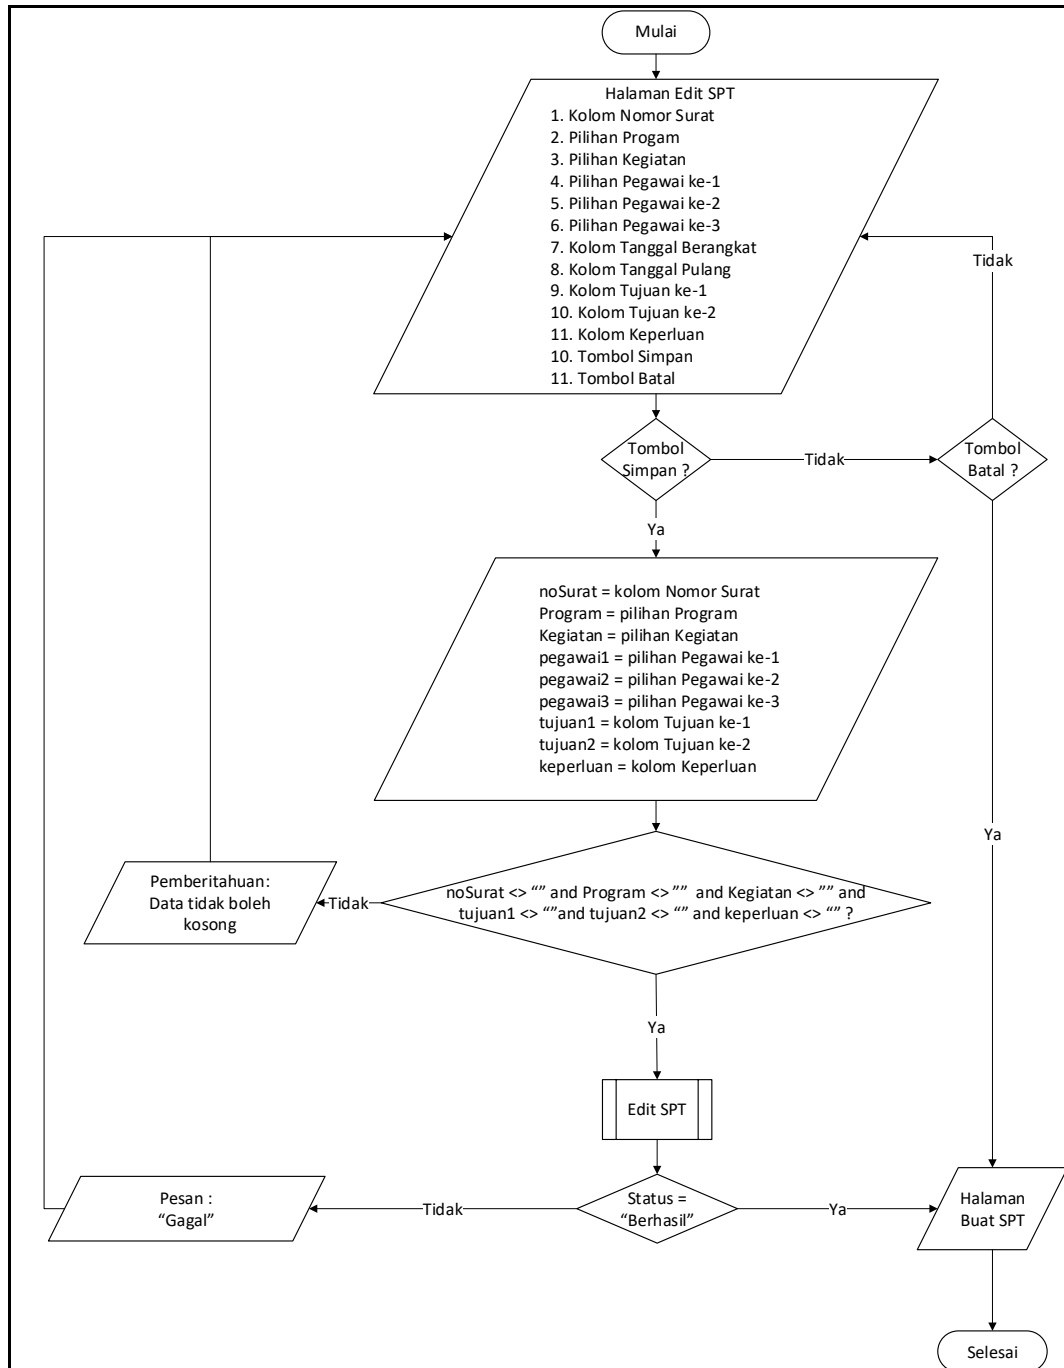 Mulai
Halaman Edit SPT
1. Kolom Nomor Surat
2. Pilihan Progam
3. Pilihan Kegiatan
4. Pilihan Pegawai ke-1
5. Pilihan Pegawai ke-2
6. Pilihan Pegawai ke-3
7. Kolom Tanggal Berangkat
8. Kolom Tanggal Pulang
9. Kolom Tujuan ke-1
10. Kolom Tujuan ke-2
11. Kolom Keperluan
10. Tombol Simpan
11. Tombol Batal
Tidak
Tombol
Simpan ?
Tidak
Tombol
Batal ?
Ya
noSurat = kolom Nomor Surat
Program = pilihan Program
Kegiatan = pilihan Kegiatan
pegawai1 = pilihan Pegawai ke-1
pegawai2 = pilihan Pegawai ke-2
pegawai3 = pilihan Pegawai ke-3
tujuan1 = kolom Tujuan ke-1
tujuan2 = kolom Tujuan ke-2
keperluan = kolom Keperluan
Ya
Pemberitahuan:
Data tidak boleh
kosong
Tidak
noSurat <> “” and Program <> ”” and Kegiatan <> ”” and
tujuan1 <> “”and tujuan2 <> “” and keperluan <> “” ?
Ya
Edit SPT
Pesan :
“Gagal”
Tidak
Status =
“Berhasil”
Ya
Halaman
Buat SPT
Selesai